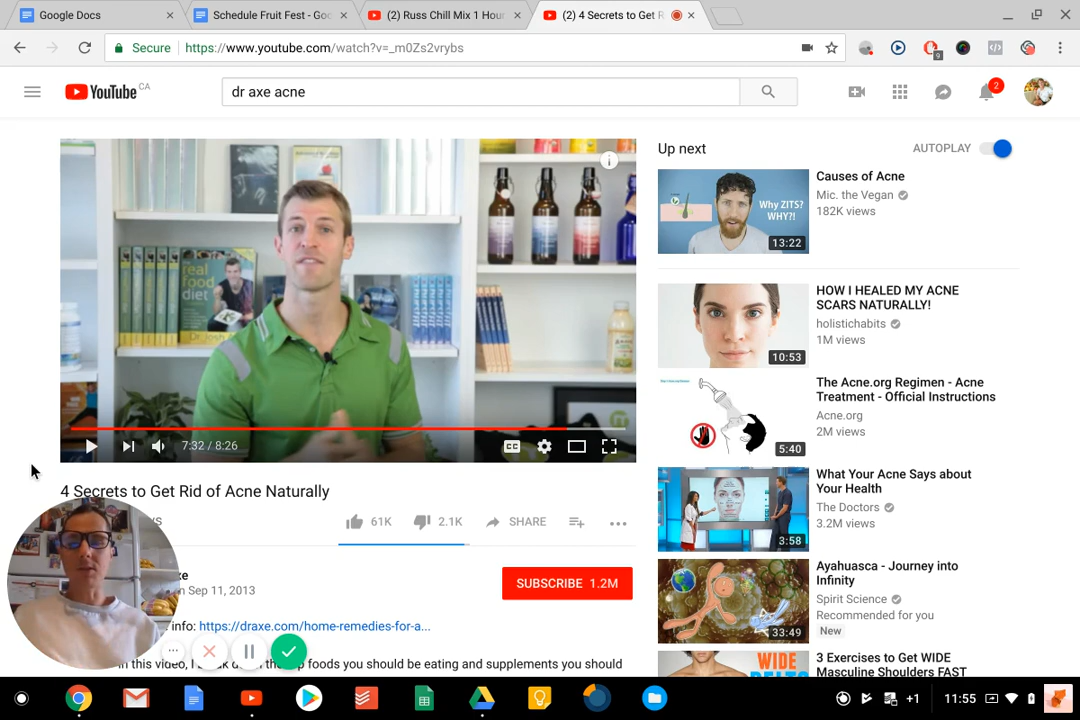 Google Docs
Schedule Fruit Fest - Goo
(2) Russ Chill Mix 1 Hour
(2) 4 Secrets to Get R
Secure
https://www.youtube.com/watch?v=_m0Zs2vrybs
9
YouTube CA
dr axe acne
2
real food diet
7:32 / 8:26
CC
4 Secrets to Get Rid of Acne Naturally
61K
2.1K
SHARE
Sep 11, 2013
SUBSCRIBE 1.2M
info: https://draxe.com/home-remedies-for-a...
foods you should be eating and supplements you should
Up next
AUTOPLAY
Why ZITS?
WHY?!
13:22
Causes of Acne
Mic. the Vegan
182K views
10:53
HOW I HEALED MY ACNE
SCARS NATURALLY!
holistichabits
1M views
5:40
The Acne.org Regimen - Acne
Treatment - Official Instructions
Acne.org
2M views
3:58
What Your Acne Says about
Your Health
The Doctors
3.2M views
33:49
Ayahuasca - Journey into
Infinity
Spirit Science
Recommended for you
New
WIDE
3 Exercises to Get WIDE
Masculine Shoulders FAST
+1
11:55